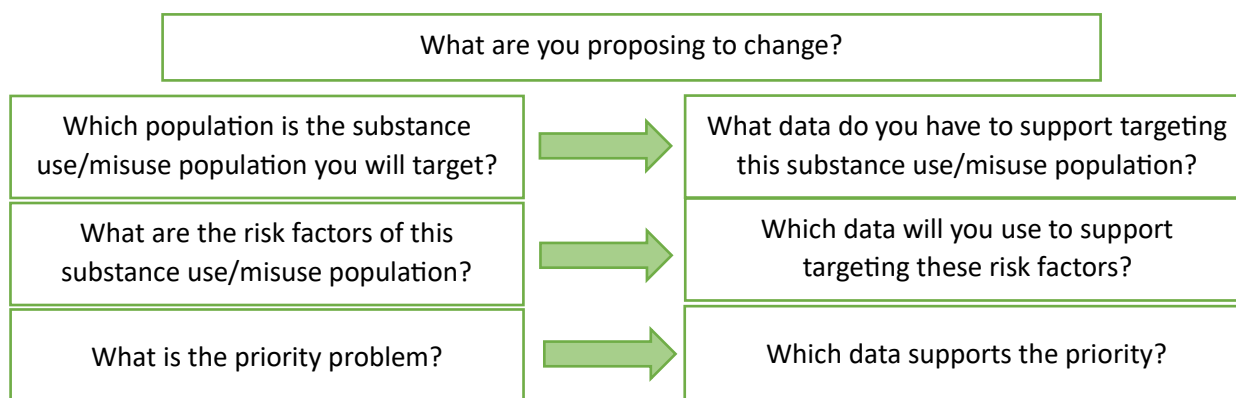 What are you proposing to change?
Which population is the substance
use/misuse population you will target?
What data do you have to support targeting
this substance use/misuse population?
What are the risk factors of this
substance use/misuse population?
Which data will you use to support
targeting these risk factors?
What is the priority problem?
Which data supports the priority?